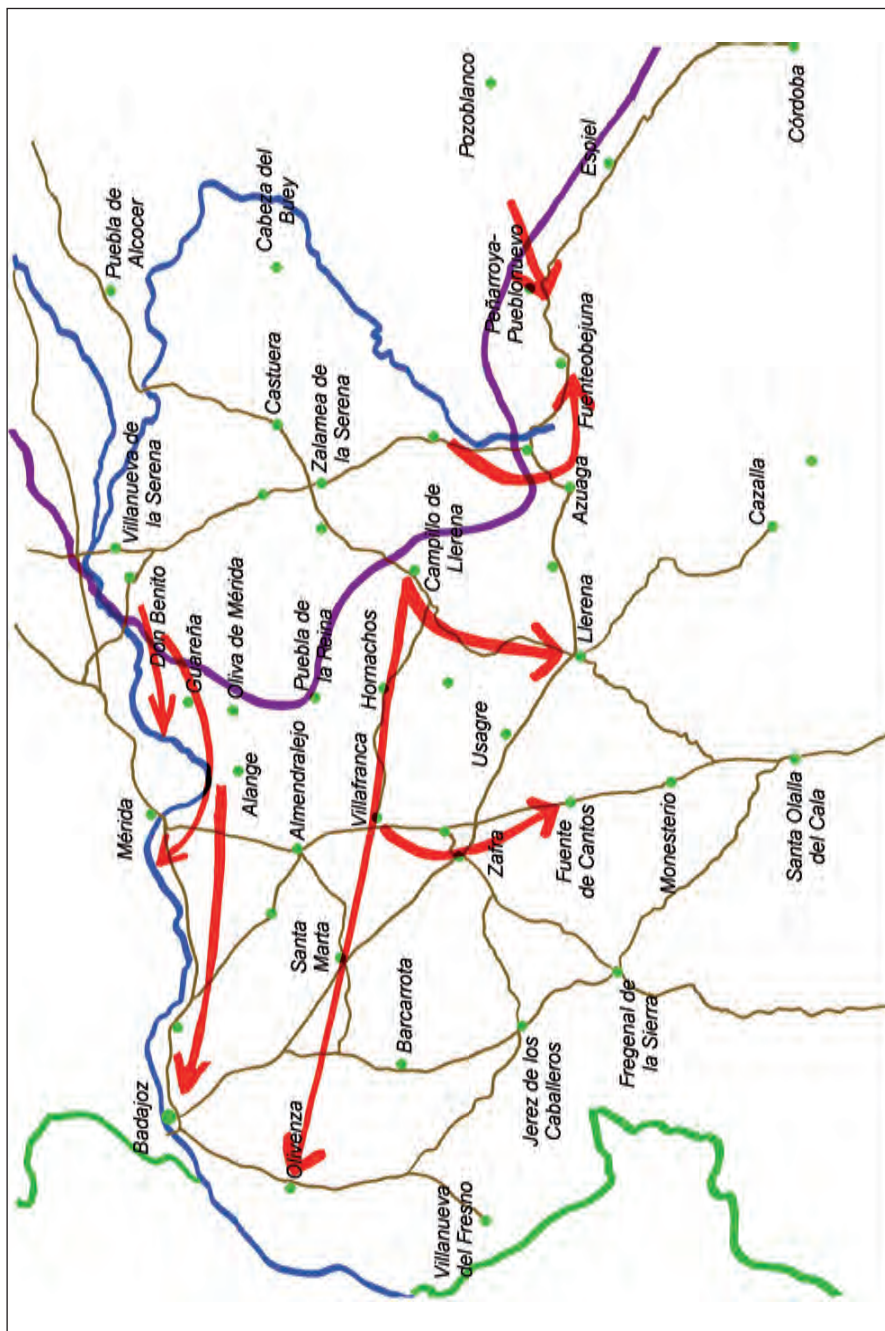 Puebla de
Alcocer
Cabeza del
Buey
Pozoblanco
Espiel
Córdoba
Villanueva de
la Serena
Castuera
Zalamea de
la Serena
Peñarroya-
Pueblonuevo
Fuenteobejuna
Don Benito
Guareña
Oliva de Mérida
Puebla de
la Reina
Campillo de
Llerena
Azuaga
Cazalla
Mérida
Alange
Almendralejo
Hornachos
Villafranca
Usagre
Llerena
Santa
Marta
Zafra
Fuente
de Cantos
Monesterio
Santa Olalla
del Cala
Badajoz
Barcarrota
Olivenza
Jerez de los
Caballeros
Fregenal de
la Sierra
Villanueva
del Fresno